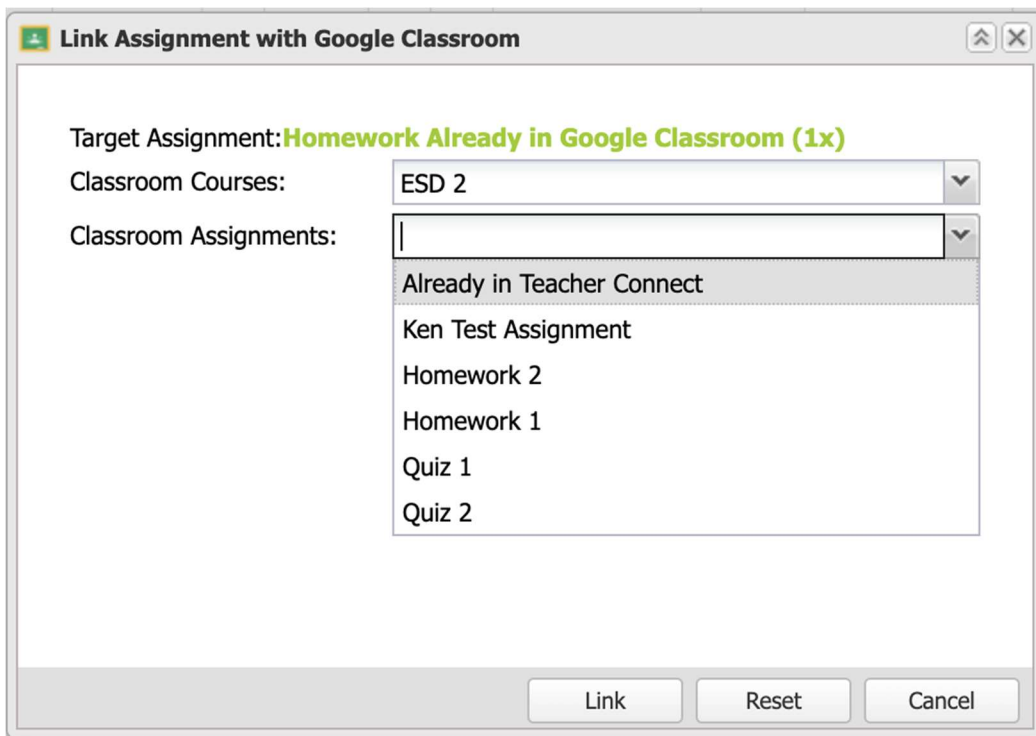 Link Assignment with Google Classroom
Target Assignment:Homework Already in Google Classroom (1x)
Classroom Courses: ESD 2
Classroom Assignments:
Already in Teacher Connect
Ken Test Assignment
Homework 2
Homework 1
Quiz 1
Quiz 2
Link Reset Cancel